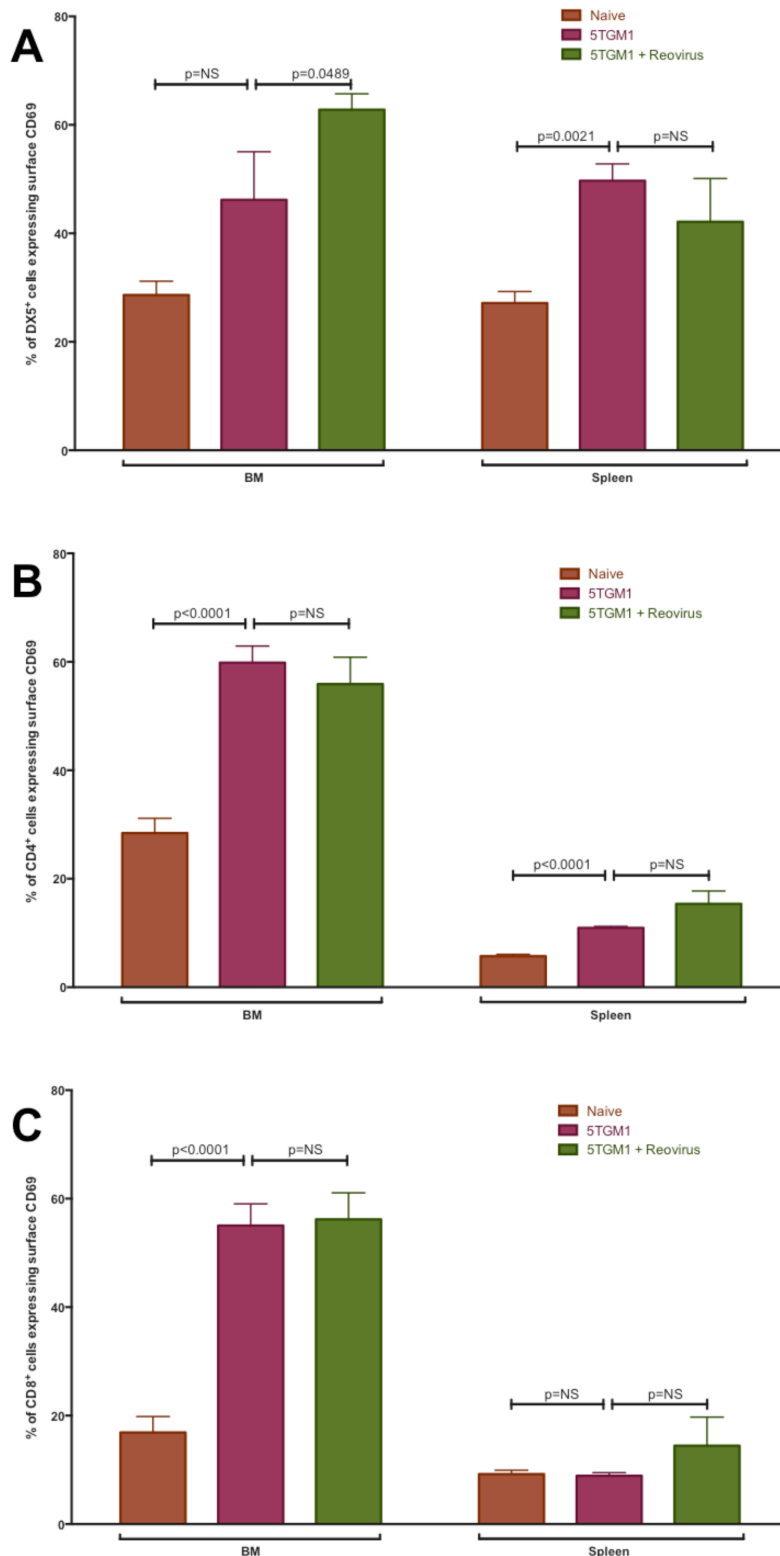 A
Naive
5TGM1
5TGM1 + Reovirus
p=NS
p=0.0489
p=0.0021
p=NS
% of DX5⁺ cells expressing surface CD69
80
60
40
20
0
BM
Spleen
B
Naive
5TGM1
5TGM1 + Reovirus
p<0.0001
p=NS
p<0.0001
p=NS
% of CD4⁺ cells expressing surface CD69
80
60
40
20
0
BM
Spleen
C
Naive
5TGM1
5TGM1 + Reovirus
p<0.0001
p=NS
p=NS
p=NS
% of CD8⁺ cells expressing surface CD69
80
60
40
20
0
BM
Spleen